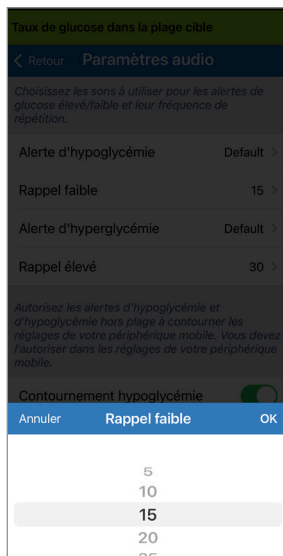 Taux de glucose dans la plage cible
Retour Paramètres audio
Choisissez les sons à utiliser pour les alertes de
glucose élevé/faible et leur fréquence de
répétition.
Alerte d'hypoglycémie Default
Rappel faible 15
Alerte d'hyperglycémie Default
Rappel élevé 30
Autorisez les alertes d'hypoglycémie et
d'hypoglycémie hors plage à contourner les
réglages de votre périphérique mobile. Vous devez
l'autoriser dans les réglages de votre périphérique
mobile.
Contournement hypoglycémie
Annuler Rappel faible OK
5
10
15
20
25